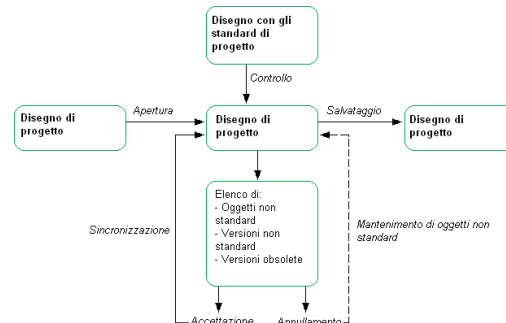 Disegno con gli
standard di
progetto
Controllo
Disegno di
progetto
Apertura
Disegno di
progetto
Salvataggio
Disegno di
progetto
Elenco di:
- Oggetti non
standard
- Versioni non
standard
- Versioni obsolete
Sincronizzazione
Mantenimento di oggetti non
standard
Accettazione
Annullamento